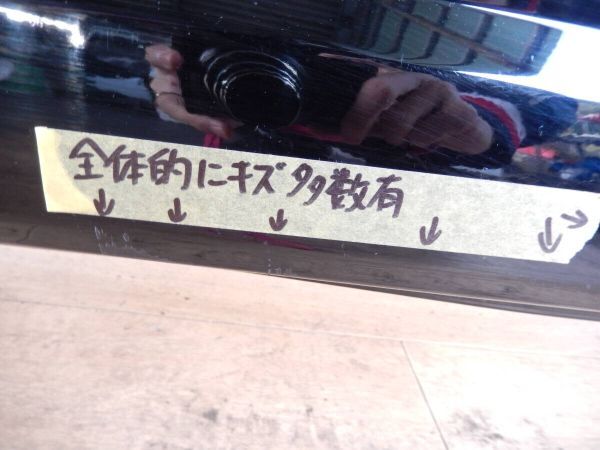 全体的にキズ多数有
↓ ↓ ↓ ↓ ↓ →